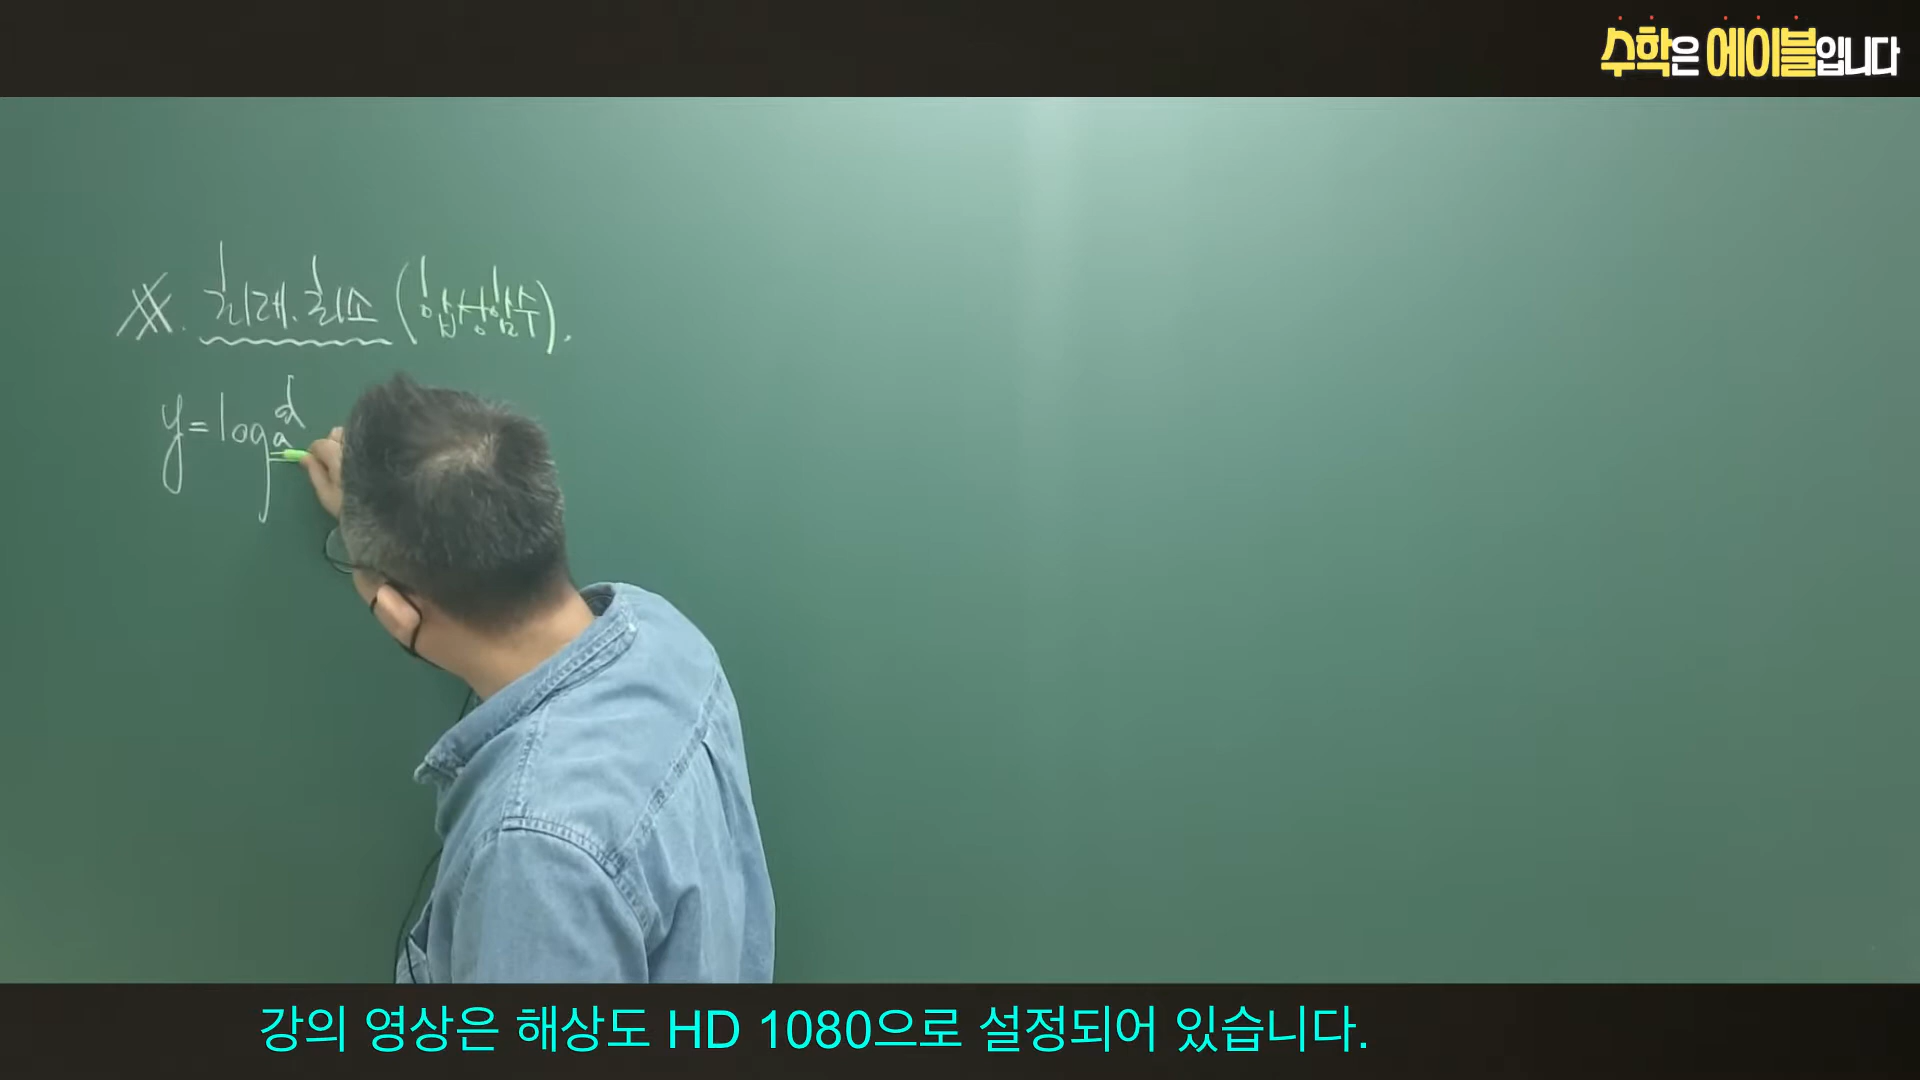 수학은 에이블입니다
※. 최대.최소 (합성함수).
y = log_a
강의 영상은 해상도 HD 1080으로 설정되어 있습니다.